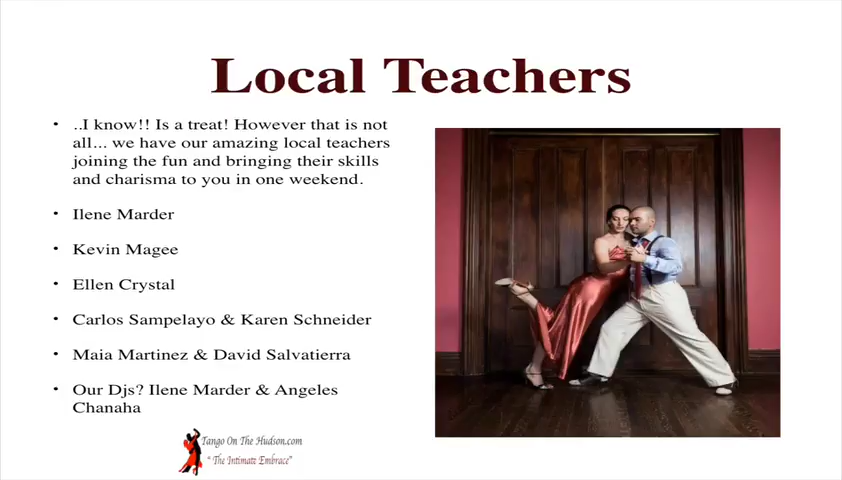 Local Teachers
..I know!! Is a treat! However that is not
all... we have our amazing local teachers
joining the fun and bringing their skills
and charisma to you in one weekend.
Ilene Marder
Kevin Magee
Ellen Crystal
Carlos Sampelayo & Karen Schneider
Maia Martinez & David Salvatierra
Our Djs? Ilene Marder & Angeles
Chanaha
Tango On The Hudson.com
" The Intimate Embrace"